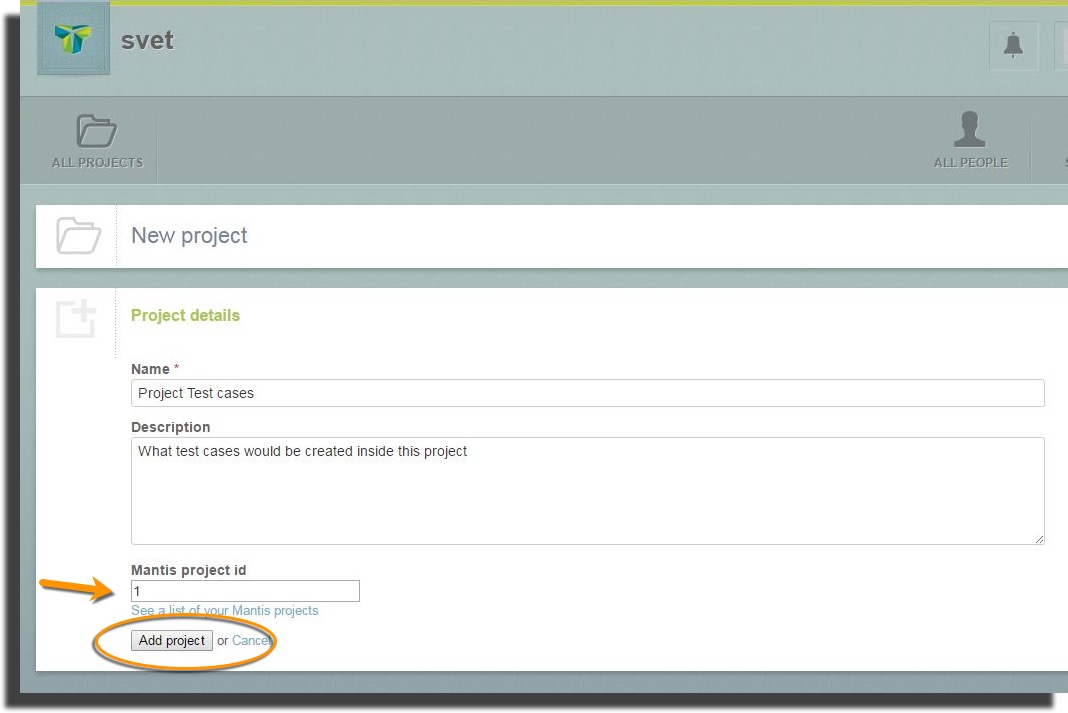 svet
ALL PROJECTS
ALL PEOPLE
New project
Project details
Name *
Project Test cases
Description
What test cases would be created inside this project
Mantis project id
1
See a list of your Mantis projects
Add project or Cancel